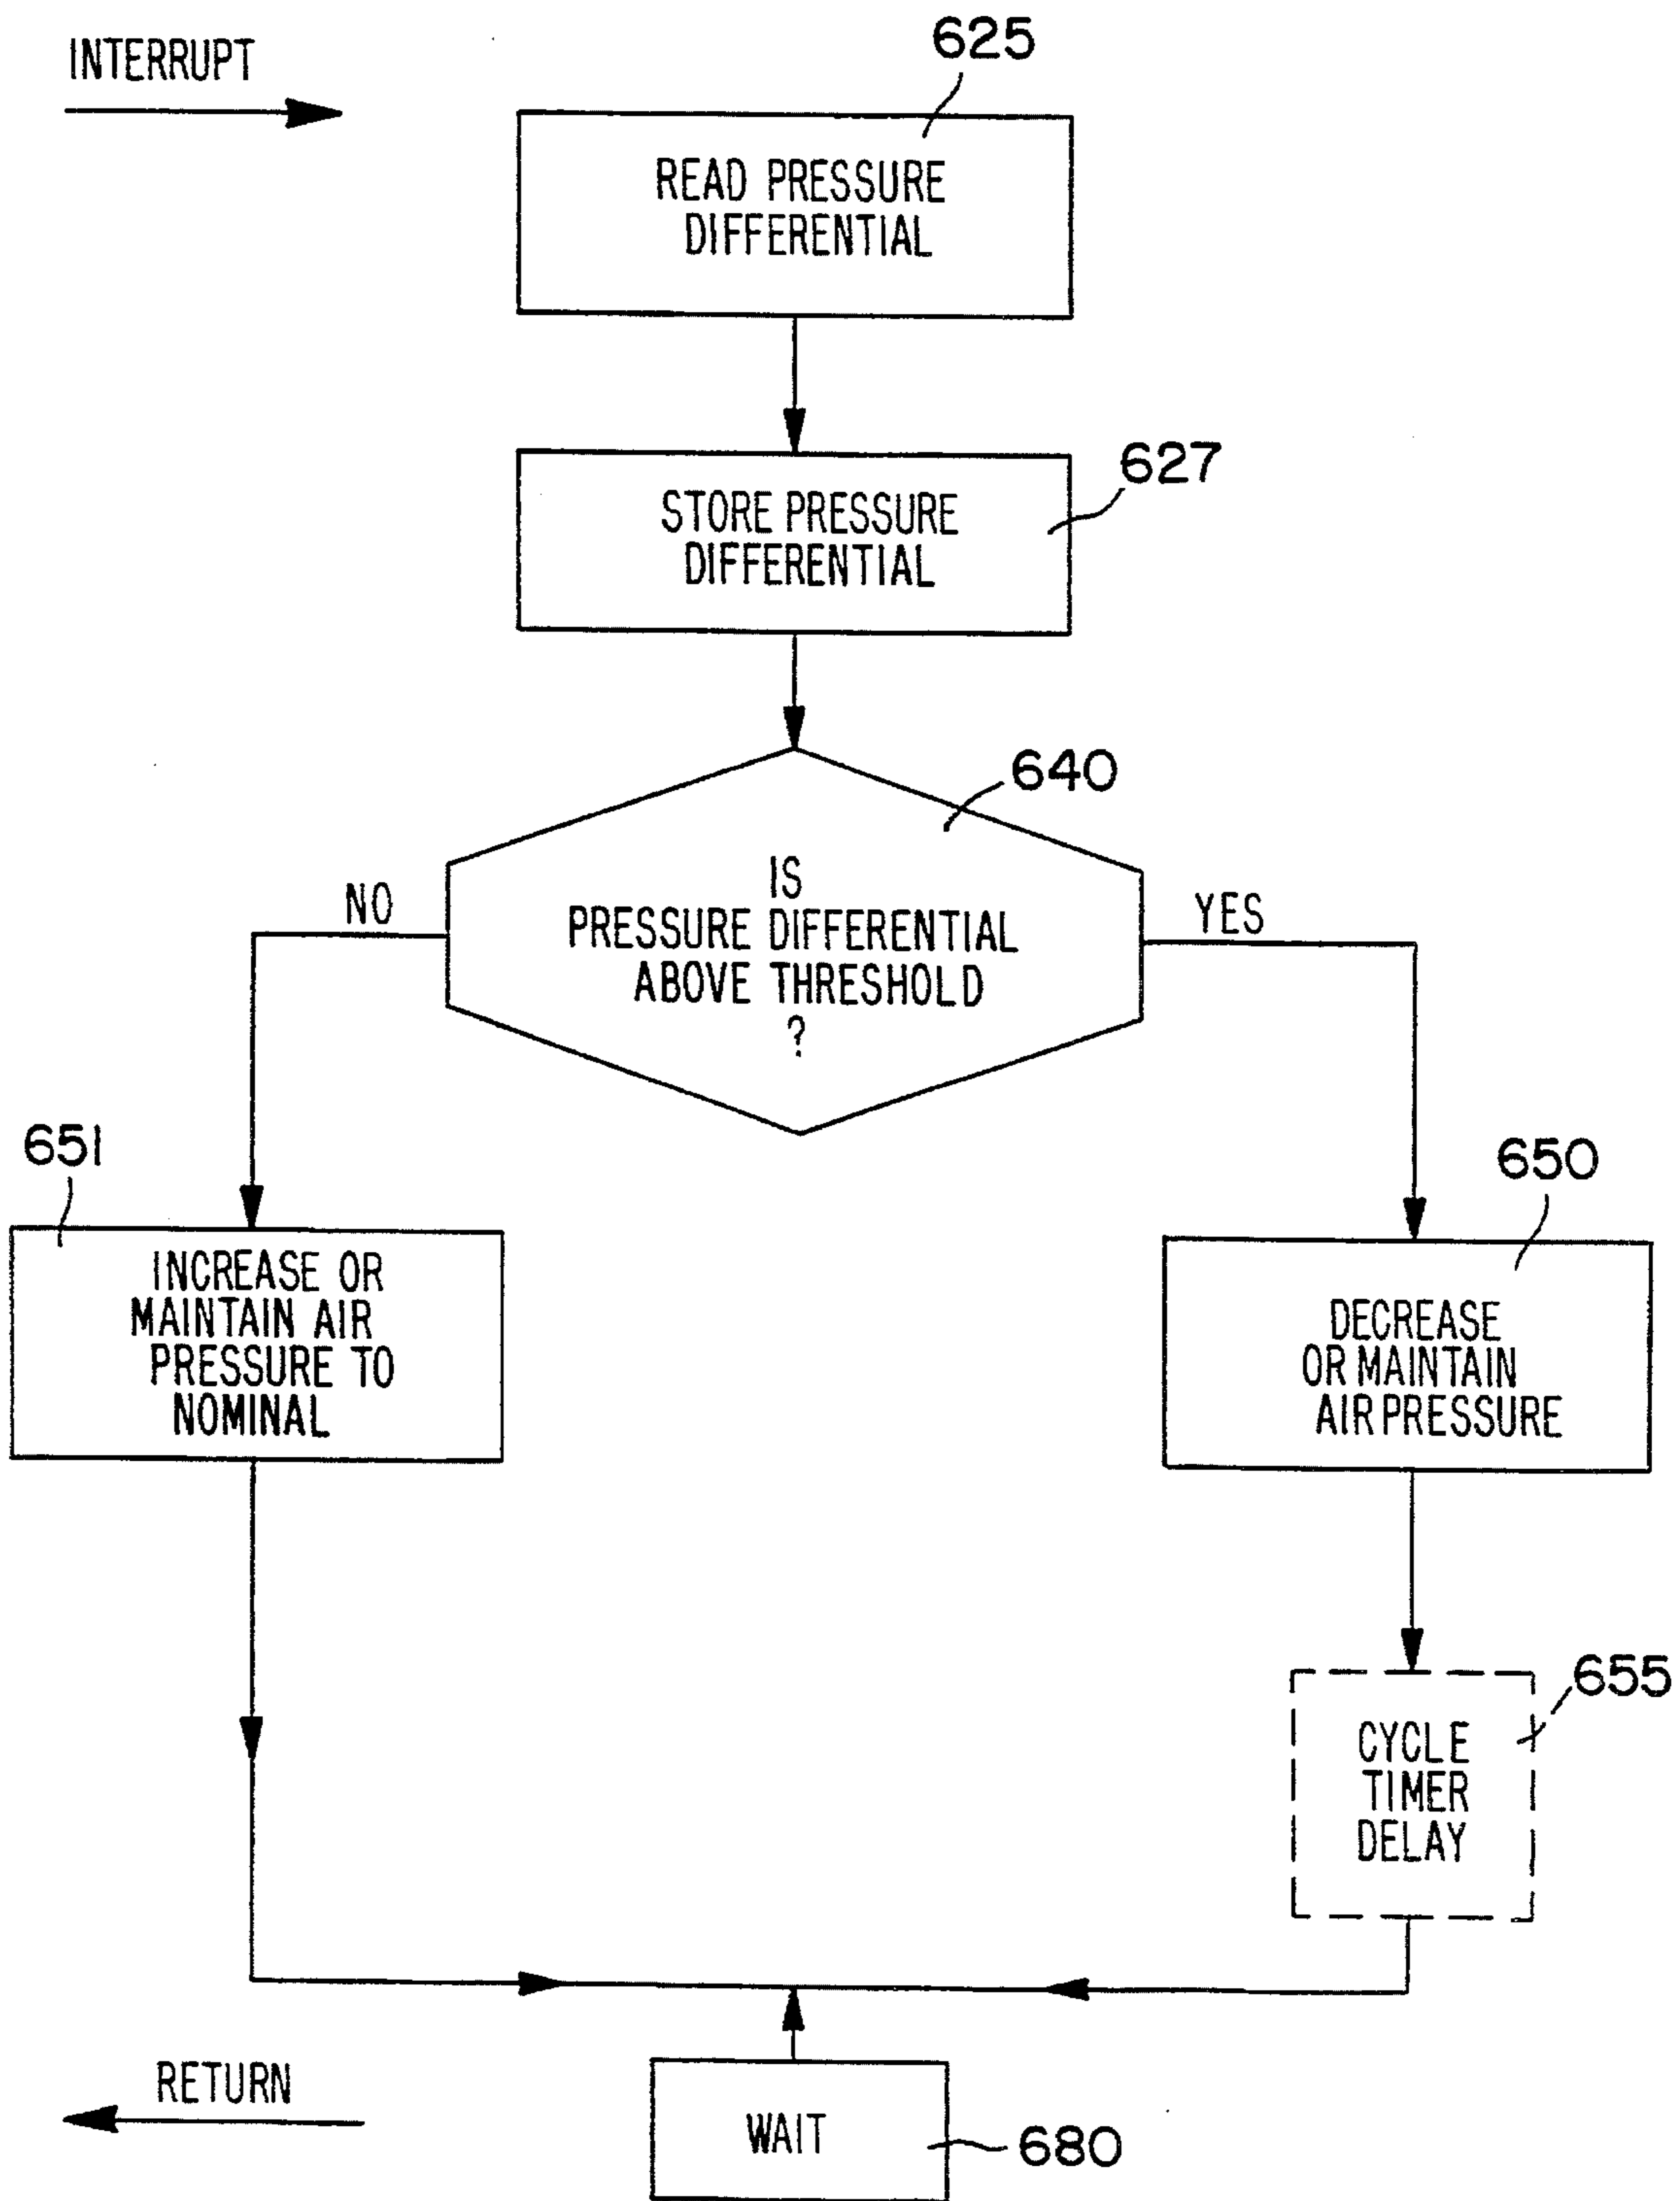 INTERRUPT
625
READ PRESSURE
DIFFERENTIAL
627
STORE PRESSURE
DIFFERENTIAL
640
IS
PRESSURE DIFFERENTIAL
ABOVE THRESHOLD
?
NO
YES
651
INCREASE OR
MAINTAIN AIR
PRESSURE TO
NOMINAL
650
DECREASE
OR MAINTAIN
AIR PRESSURE
655
CYCLE
TIMER
DELAY
RETURN
WAIT
680